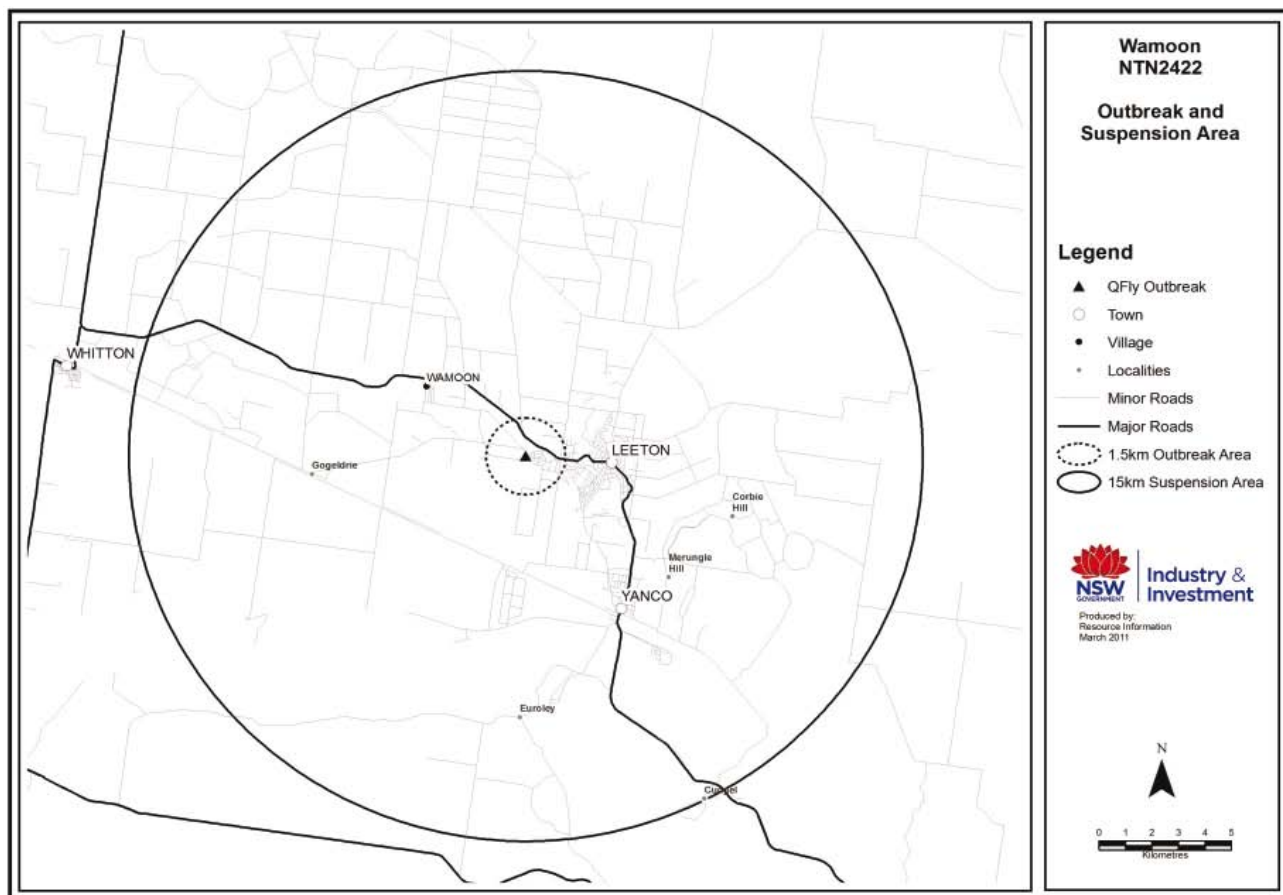 Wamoon
NTN2422
Outbreak and
Suspension Area
Legend
QFly Outbreak
Town
Village
Localities
Minor Roads
Major Roads
1.5km Outbreak Area
15km Suspension Area
NSW
GOVERNMENT
Industry &
Investment
Produced by:
Resource Information
March 2011
N
0 1 2 3 4 5
Kilometres
WHITTON
WAMOON
LEETON
Gogeldrie
Corbie
Hill
Merungle
Hill
YANCO
Euroley